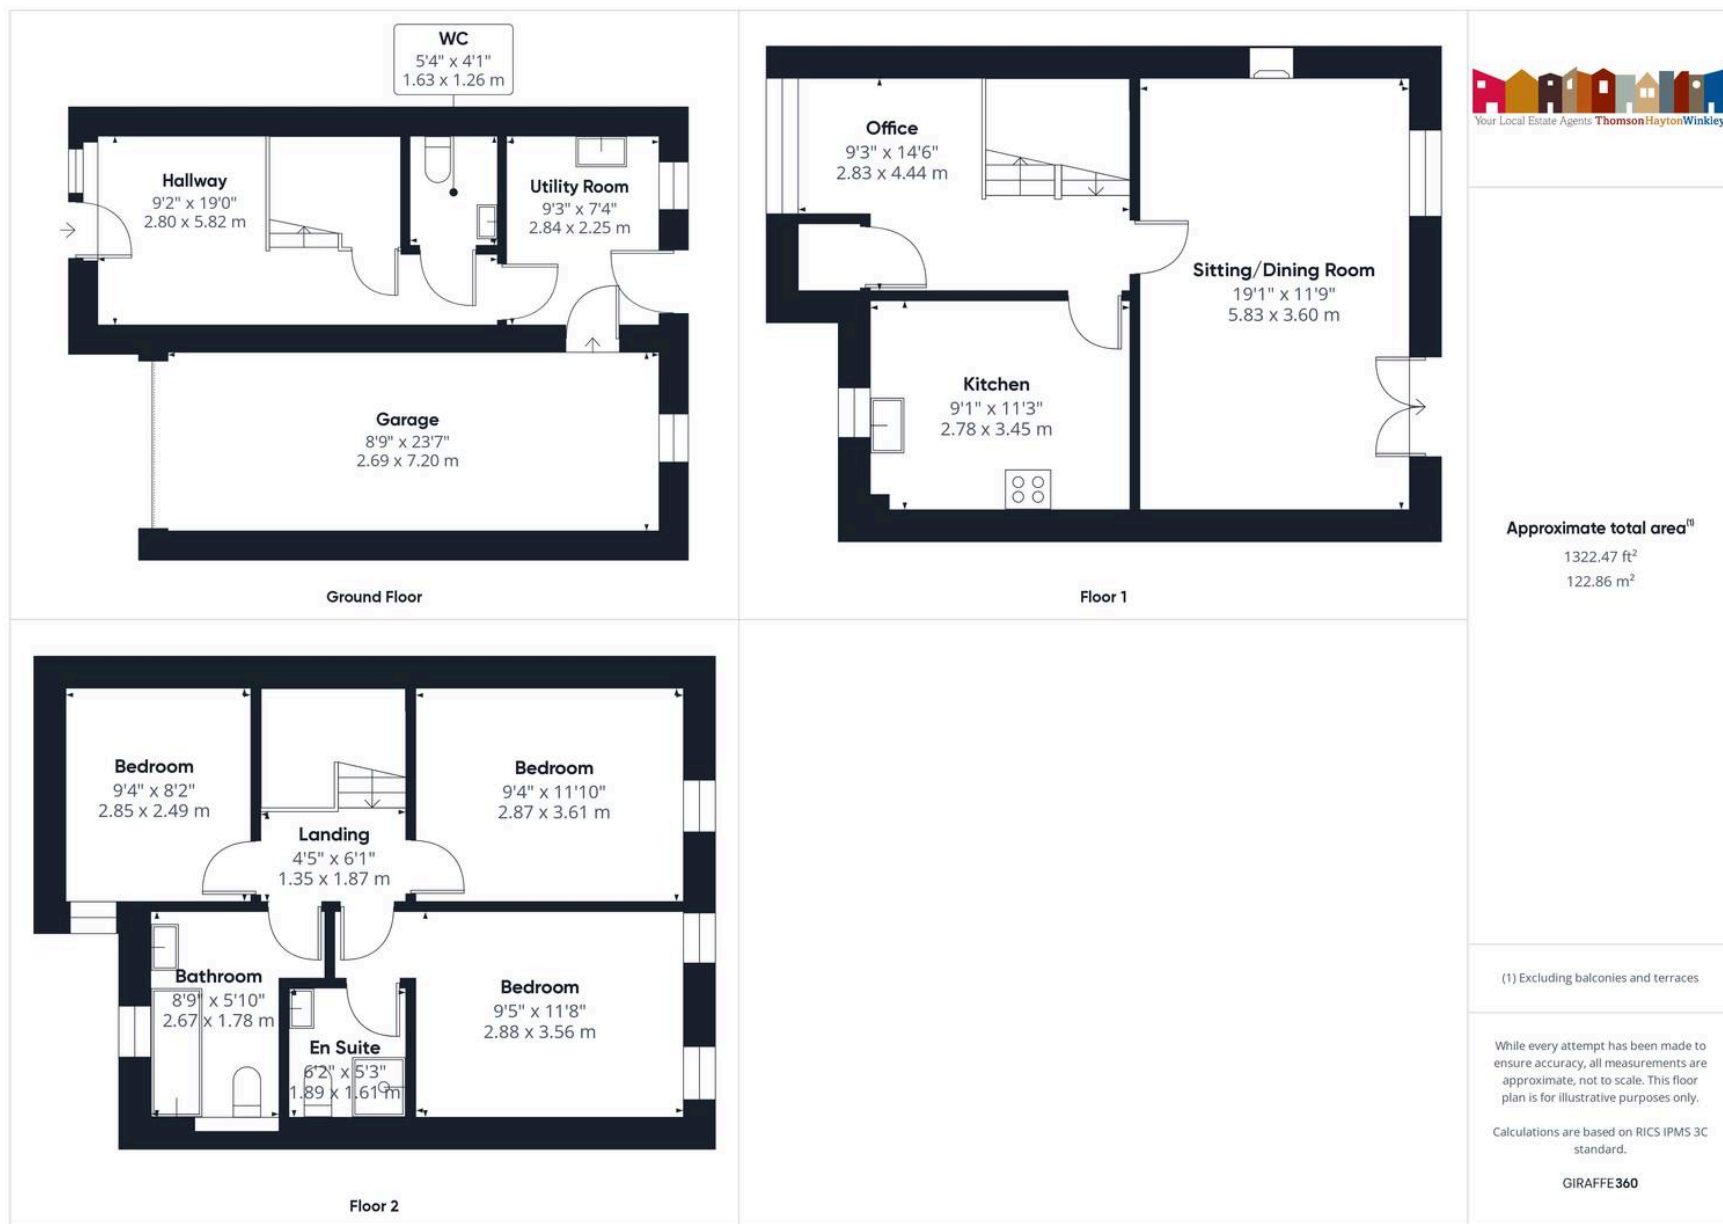 WC
5'4" x 4'1"
1.63 x 1.26 m
Hallway
9'2" x 19'0"
2.80 x 5.82 m
Utility Room
9'3" x 7'4"
2.84 x 2.25 m
Garage
8'9" x 23'7"
2.69 x 7.20 m
Ground Floor
Office
9'3" x 14'6"
2.83 x 4.44 m
Sitting/Dining Room
19'1" x 11'9"
5.83 x 3.60 m
Kitchen
9'1" x 11'3"
2.78 x 3.45 m
Floor 1
Bedroom
9'4" x 8'2"
2.85 x 2.49 m
Bedroom
9'4" x 11'10"
2.87 x 3.61 m
Landing
4'5" x 6'1"
1.35 x 1.87 m
Bathroom
8'9" x 5'10"
2.67 x 1.78 m
En Suite
6'2" x 5'3"
1.89 x 1.61 m
Bedroom
9'5" x 11'8"
2.88 x 3.56 m
Floor 2
Your Local Estate Agents ThomsonHaytonWinkley
Approximate total area(1)
1322.47 ft²
122.86 m²
(1) Excluding balconies and terraces
While every attempt has been made to
ensure accuracy, all measurements are
approximate, not to scale. This floor
plan is for illustrative purposes only.
Calculations are based on RICS IPMS 3C
standard.
GIRAFFE360